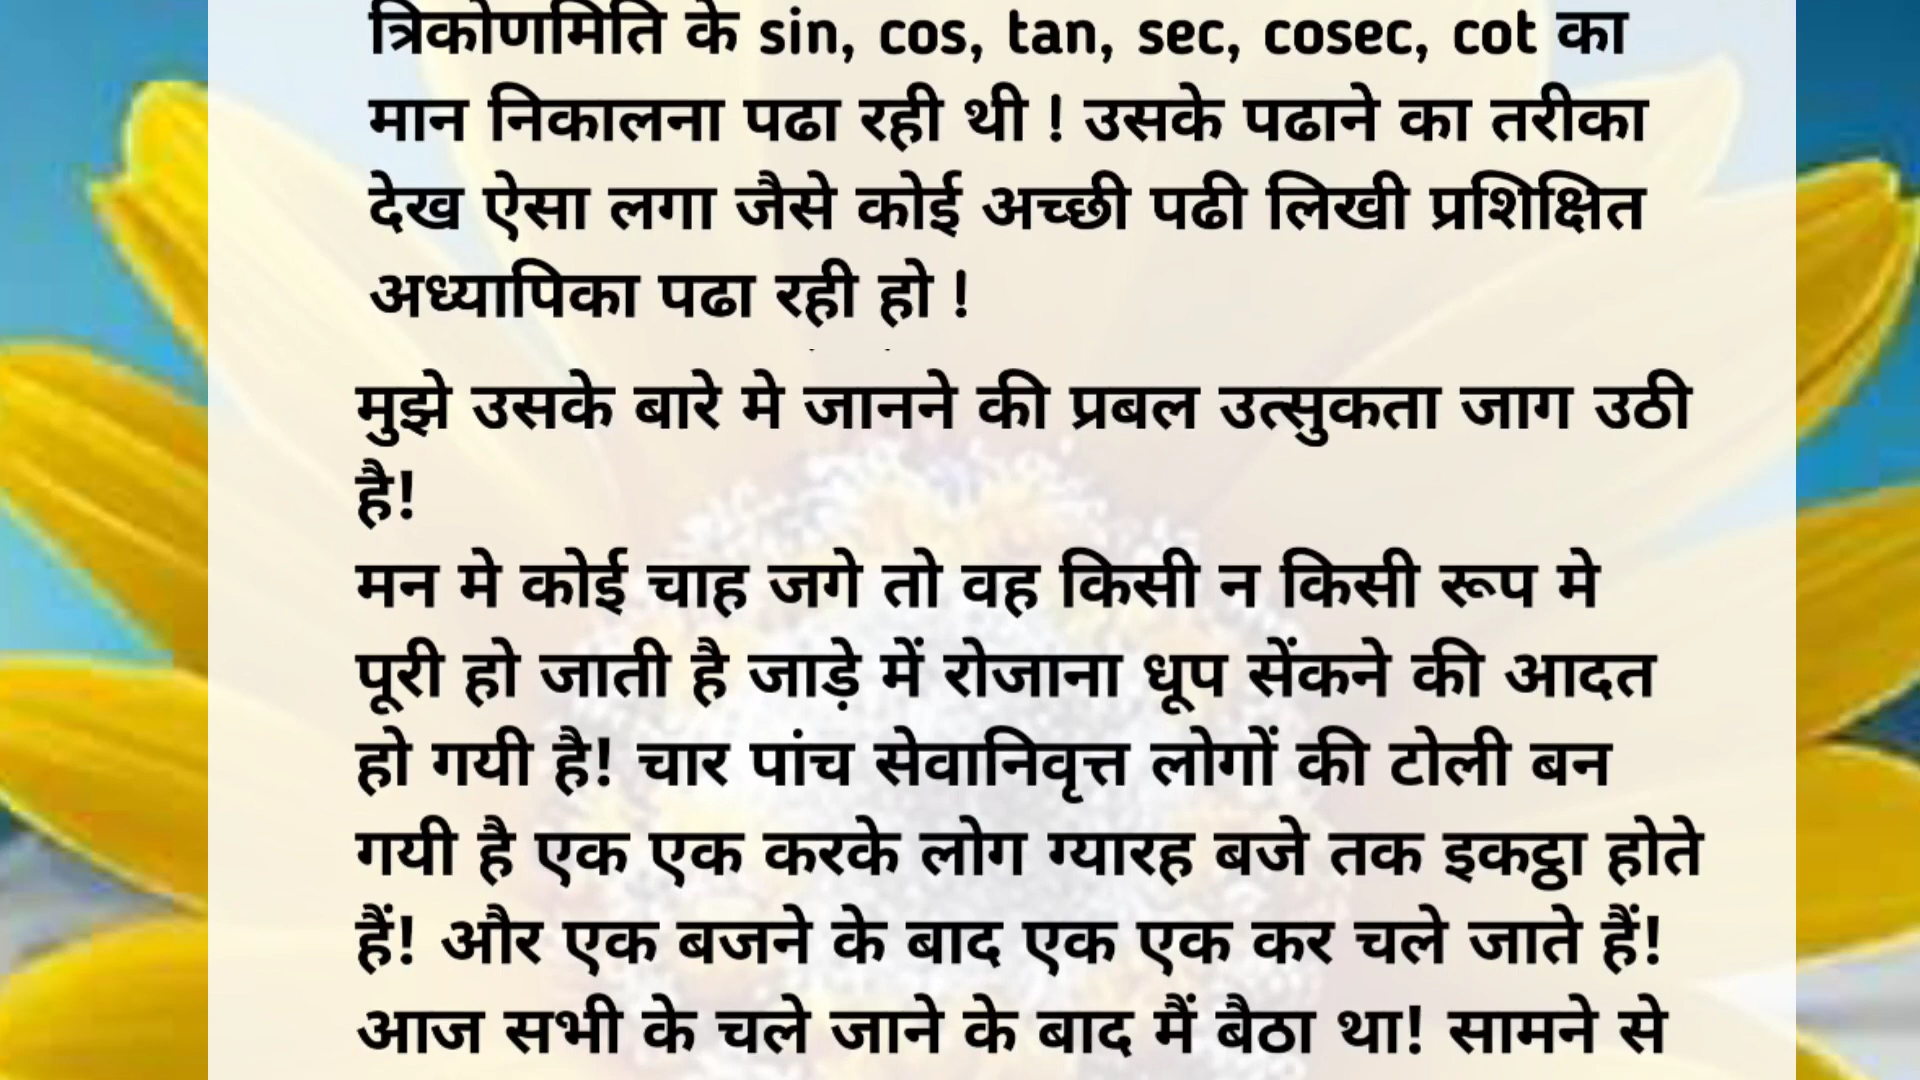 त्रिकोणमिति के sin, cos, tan, sec, cosec, cot का
मान निकालना पढा रही थी ! उसके पढाने का तरीका
देख ऐसा लगा जैसे कोई अच्छी पढी लिखी प्रशिक्षित
अध्यापिका पढा रही हो !
मुझे उसके बारे मे जानने की प्रबल उत्सुकता जाग उठी
है!
मन मे कोई चाह जगे तो वह किसी न किसी रूप मे
पूरी हो जाती है जाड़े में रोजाना धूप सेंकने की आदत
हो गयी है! चार पांच सेवानिवृत्त लोगों की टोली बन
गयी है एक एक करके लोग ग्यारह बजे तक इकट्ठा होते
हैं! और एक बजने के बाद एक एक कर चले जाते हैं!
आज सभी के चले जाने के बाद मैं बैठा था! सामने से